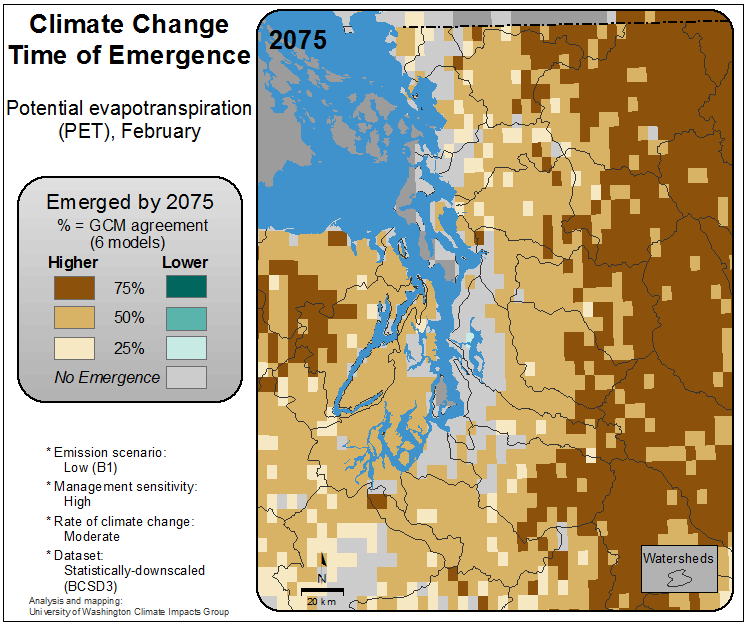 Climate Change
Time of Emergence
Potential evapotranspiration
(PET), February
Emerged by 2075
% = GCM agreement
(6 models)
Higher Lower
75%
50%
25%
No Emergence
* Emission scenario:
Low (B1)
* Management sensitivity:
High
* Rate of climate change:
Moderate
* Dataset:
Statistically-downscaled
(BCSD3)
Analysis and mapping:
University of Washington Climate Impacts Group
2075
N
20 km
Watersheds